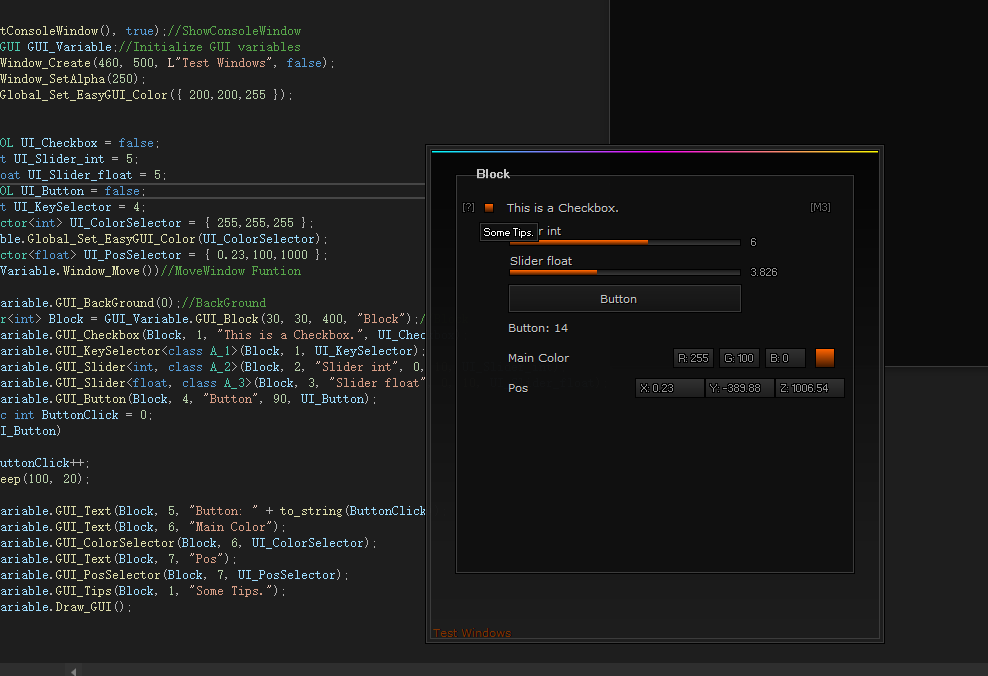 tConsoleWindow(), true);//ShowConsoleWindow
GUI GUI_Variable;//Initialize GUI variables
Window_Create(460, 500, L"Test Windows", false);
Window_SetAlpha(250);
Global_Set_EasyGUI_Color({ 200,200,255 });
OL UI_Checkbox = false;
t UI_Slider_int = 5;
oat UI_Slider_float = 5;
OL UI_Button = false;
t UI_KeySelector = 4;
ctor<int> UI_ColorSelector = { 255,255,255 };
ble.Global_Set_EasyGUI_Color(UI_ColorSelector);
ctor<float> UI_PosSelector = { 0.23,100,1000 };
Variable.Window_Move())//MoveWindow Funtion
ariable.GUI_BackGround(0);//BackGround
r<int> Block = GUI_Variable.GUI_Block(30, 30, 400, "Block");/
ariable.GUI_Checkbox(Block, 1, "This is a Checkbox.", UI_Chec
ariable.GUI_KeySelector<class A_1>(Block, 1, UI_KeySelector);
ariable.GUI_Slider<int, class A_2>(Block, 2, "Slider int", 0,
ariable.GUI_Slider<float, class A_3>(Block, 3, "Slider float"
ariable.GUI_Button(Block, 4, "Button", 90, UI_Button);
c int ButtonClick = 0;
I_Button)
uttonClick++;
eep(100, 20);
ariable.GUI_Text(Block, 5, "Button: " + to_string(ButtonClick
ariable.GUI_Text(Block, 6, "Main Color");
ariable.GUI_ColorSelector(Block, 6, UI_ColorSelector);
ariable.GUI_Text(Block, 7, "Pos");
ariable.GUI_PosSelector(Block, 7, UI_PosSelector);
ariable.GUI_Tips(Block, 1, "Some Tips.");
ariable.Draw_GUI();
Block
[?] This is a Checkbox. [M3]
Some Tips. r int 6
Slider float 3.826
Button
Button: 14
Main Color R: 255 G: 100 B: 0
Pos X: 0.23 Y: -389.88 Z: 1006.54
Test Windows